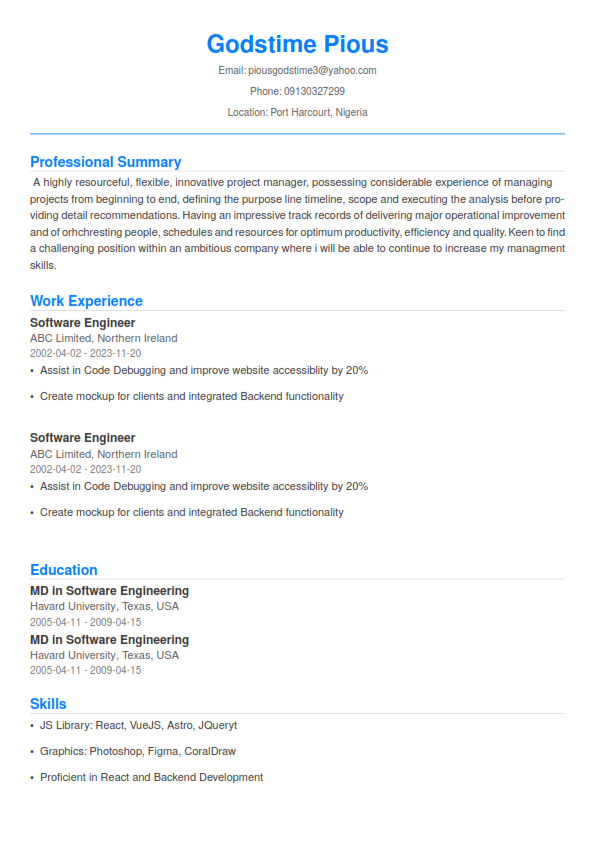 Godstime Pious
Email: piousgodstime3@yahoo.com
Phone: 09130327299
Location: Port Harcourt, Nigeria
Professional Summary
A highly resourceful, flexible, innovative project manager, possessing considerable experience of managing
projects from beginning to end, defining the purpose line timeline, scope and executing the analysis before pro-
viding detail recommendations. Having an impressive track records of delivering major operational improvement
and of orhchresting people, schedules and resources for optimum productivity, efficiency and quality. Keen to find
a challenging position within an ambitious company where i will be able to continue to increase my managment
skills.
Work Experience
Software Engineer
ABC Limited, Northern Ireland
2002-04-02 - 2023-11-20
• Assist in Code Debugging and improve website accessiblity by 20%
• Create mockup for clients and integrated Backend functionality
Software Engineer
ABC Limited, Northern Ireland
2002-04-02 - 2023-11-20
• Assist in Code Debugging and improve website accessiblity by 20%
• Create mockup for clients and integrated Backend functionality
Education
MD in Software Engineering
Havard University, Texas, USA
2005-04-11 - 2009-04-15
MD in Software Engineering
Havard University, Texas, USA
2005-04-11 - 2009-04-15
Skills
• JS Library: React, VueJS, Astro, JQueryt
• Graphics: Photoshop, Figma, CoralDraw
• Proficient in React and Backend Development